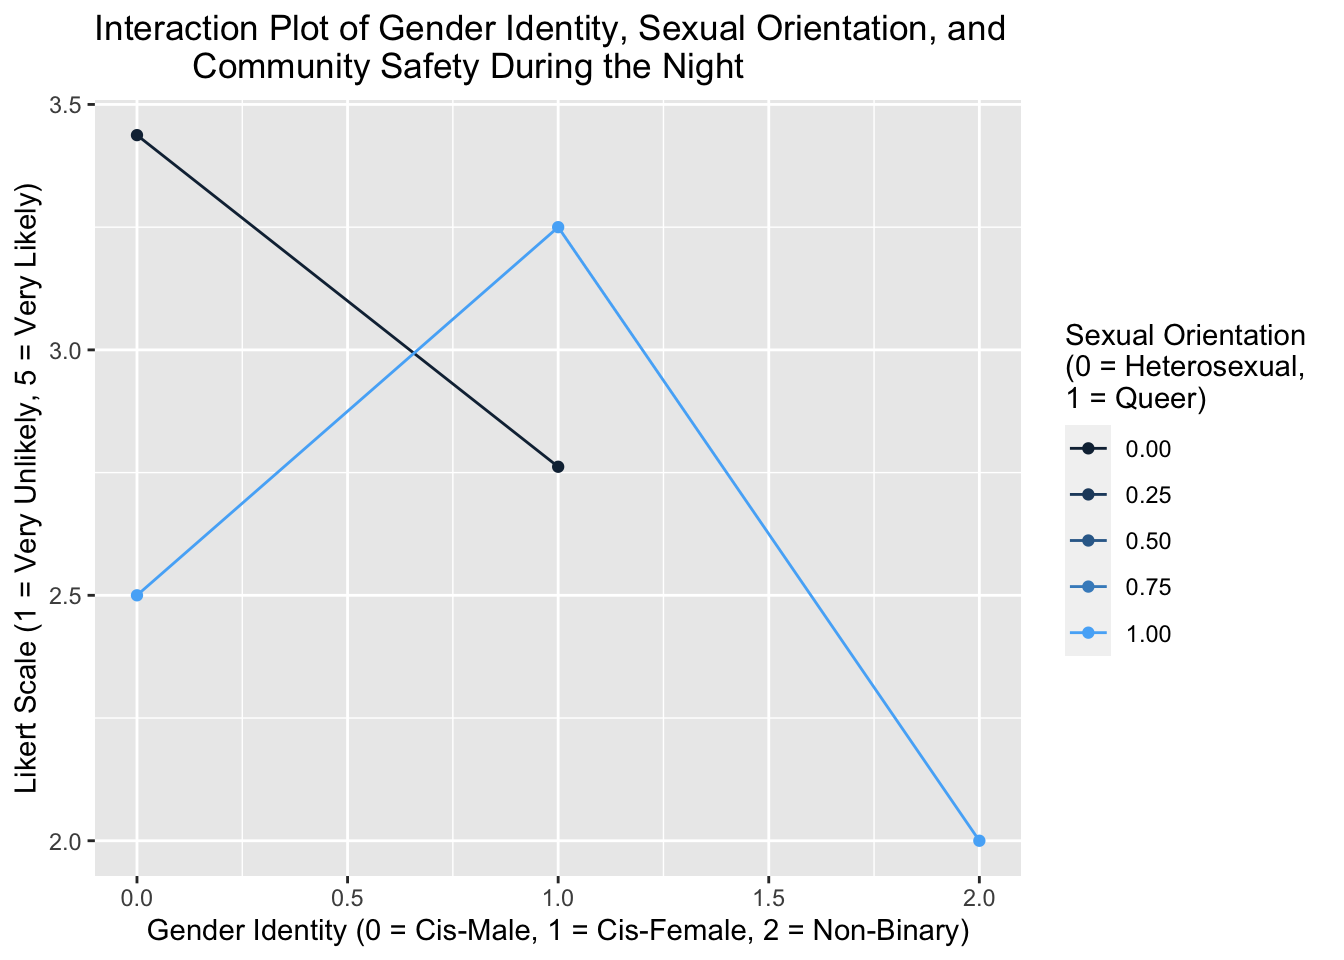 Interaction Plot of Gender Identity, Sexual Orientation, and
Community Safety During the Night
Likert Scale (1 = Very Unlikely, 5 = Very Likely)
3.5
3.0
2.5
2.0
0.0
0.5
1.0
1.5
2.0
Gender Identity (0 = Cis-Male, 1 = Cis-Female, 2 = Non-Binary)
Sexual Orientation
(0 = Heterosexual,
1 = Queer)
0.00
0.25
0.50
0.75
1.00